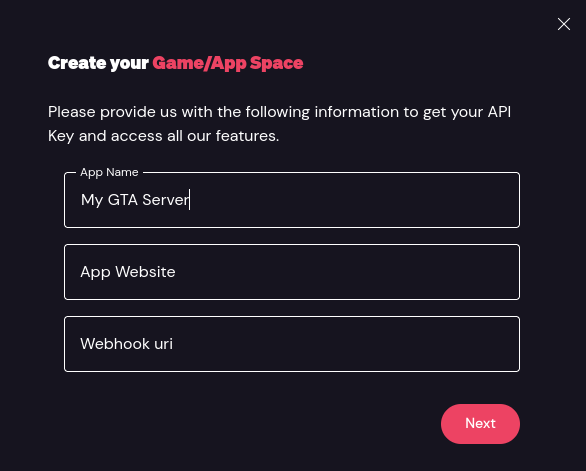 Create your Game/App Space
Please provide us with the following information to get your API
Key and access all our features.
App Name
My GTA Server
App Website
Webhook uri
Next